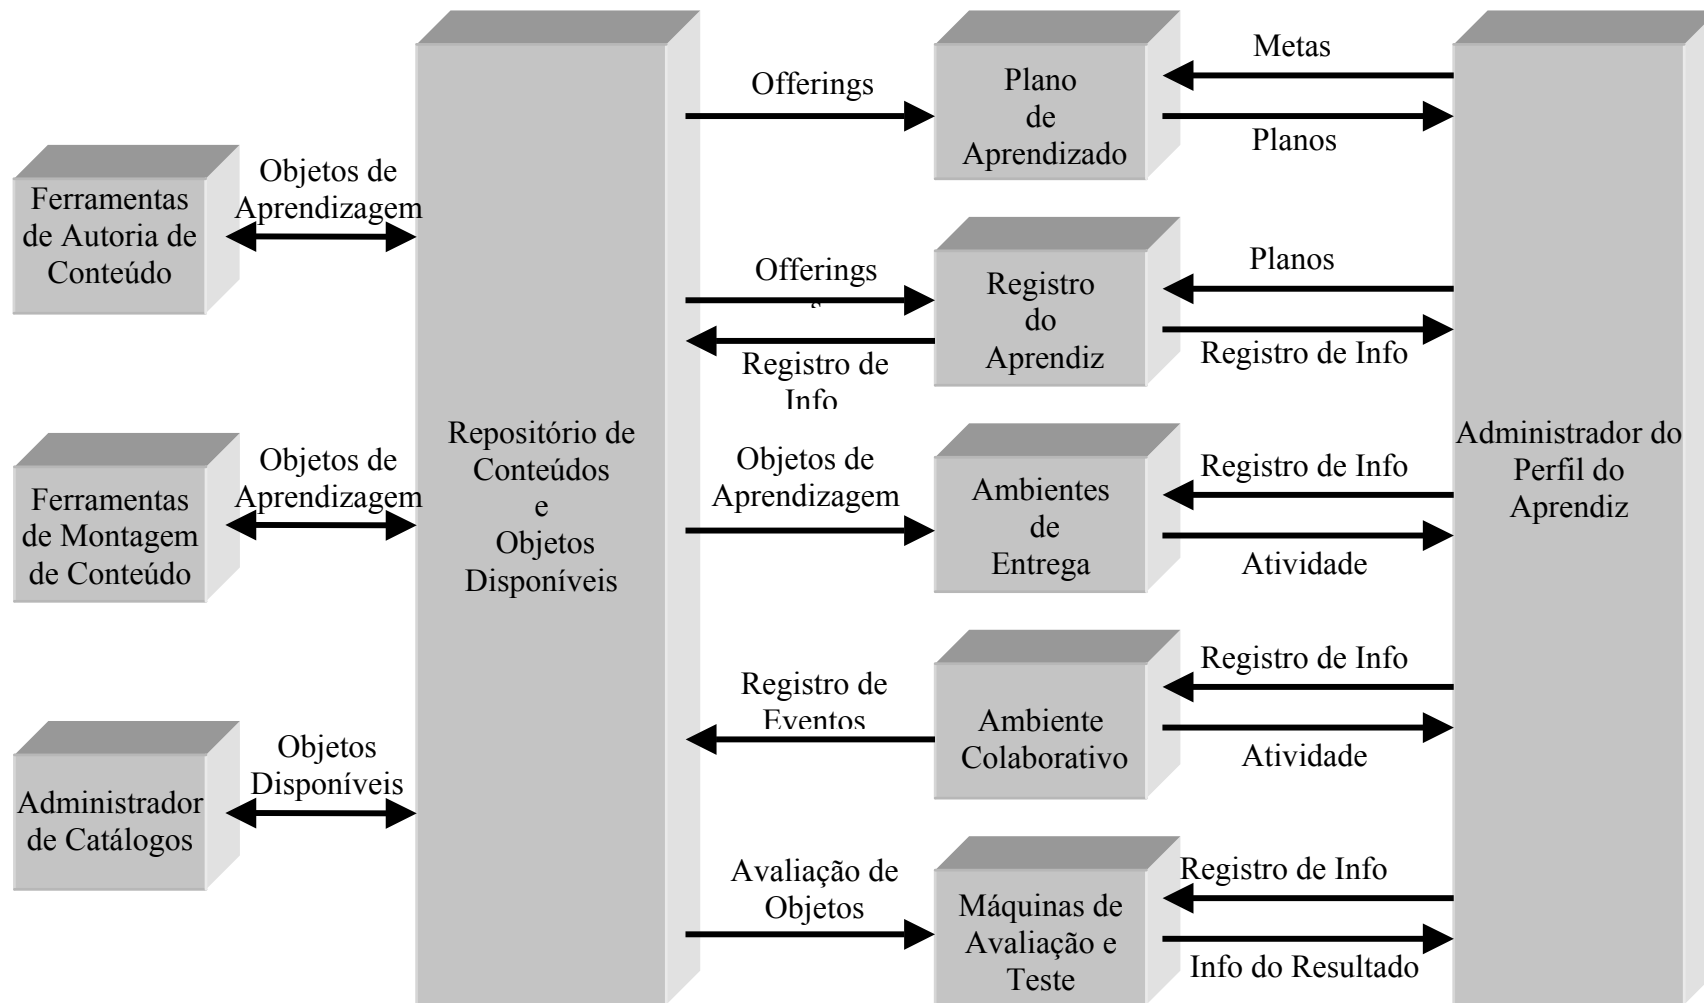 Ferramentas
de Autoria de
Conteúdo
Objetos de
Aprendizagem
Ferramentas
de Montagem
de Conteúdo
Objetos de
Aprendizagem
Administrador
de Catálogos
Objetos
Disponíveis
Repositório de
Conteúdos
e
Objetos
Disponíveis
Offerings
Plano
de
Aprendizado
Metas
Planos
Offerings
Registro de
Info
Registro
do
Aprendiz
Planos
Registro de Info
Objetos de
Aprendizagem
Ambientes
de
Entrega
Registro de Info
Atividade
Registro de
Eventos
Ambiente
Colaborativo
Registro de Info
Atividade
Avaliação de
Objetos
Máquinas de
Avaliação e
Teste
Registro de Info
Info do Resultado
Administrador do
Perfil do
Aprendiz